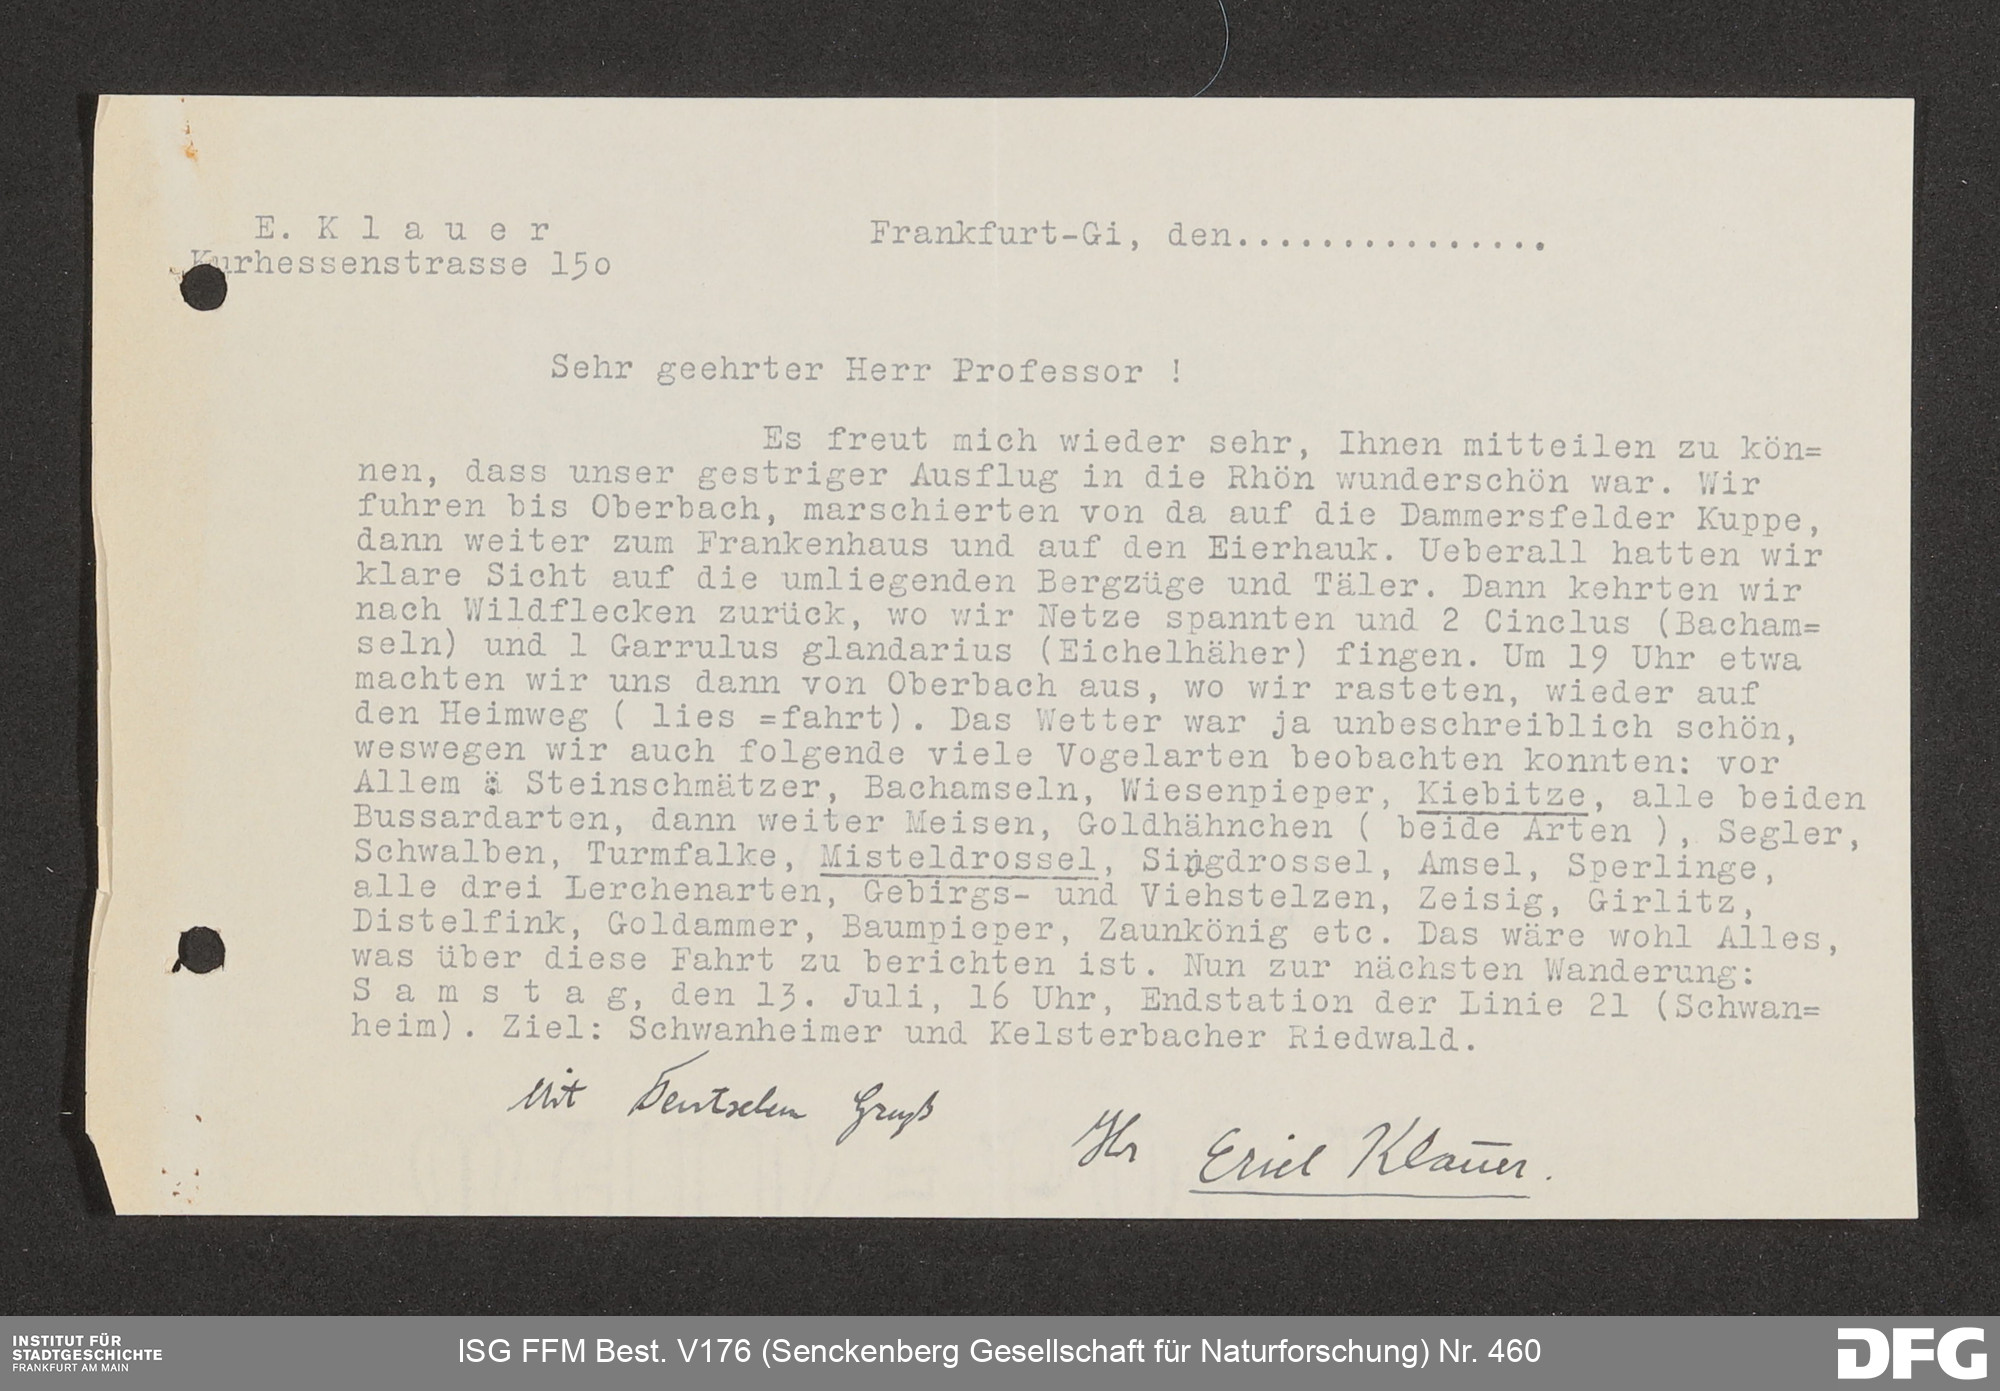 E. K l a u e r
Kurhessenstrasse 15o
Frankfurt-Gi, den...............
Sehr geehrter Herr Professor !
Es freut mich wieder sehr, Ihnen mitteilen zu kön=
nen, dass unser gestriger Ausflug in die Rhön wunderschön war. Wir
fuhren bis Oberbach, marschierten von da auf die Dammersfelder Kuppe,
dann weiter zum Frankenhaus und auf den Eierhauk. Ueberall hatten wir
klare Sicht auf die umliegenden Bergzüge und Täler. Dann kehrten wir
nach Wildflecken zurück, wo wir Netze spannten und 2 Cinclus (Bacham=
seln) und 1 Garrulus glandarius (Eichelhäher) fingen. Um 19 Uhr etwa
machten wir uns dann von Oberbach aus, wo wir rasteten, wieder auf
den Heimweg ( lies =fahrt). Das Wetter war ja unbeschreiblich schön,
weswegen wir auch folgende viele Vogelarten beobachten konnten: vor
Allem ä Steinschmätzer, Bachamseln, Wiesenpieper, Kiebitze, alle beiden
Bussardarten, dann weiter Meisen, Goldhähnchen ( beide Arten ), Segler,
Schwalben, Turmfalke, Misteldrossel, Singdrossel, Amsel, Sperlinge,
alle drei Lerchenarten, Gebirgs- und Viehstelzen, Zeisig, Girlitz,
Distelfink, Goldammer, Baumpieper, Zaunkönig etc. Das wäre wohl Alles,
was über diese Fahrt zu berichten ist. Nun zur nächsten Wanderung:
S a m s t a g, den 13. Juli, 16 Uhr, Endstation der Linie 21 (Schwan=
heim). Ziel: Schwanheimer und Kelsterbacher Riedwald.
Mit Deutschem Gruß
Ihr Erich Klauer.
INSTITUT FÜR
STADTGESCHICHTE
FRANKFURT AM MAIN
ISG FFM Best. V176 (Senckenberg Gesellschaft für Naturforschung) Nr. 460
DFG